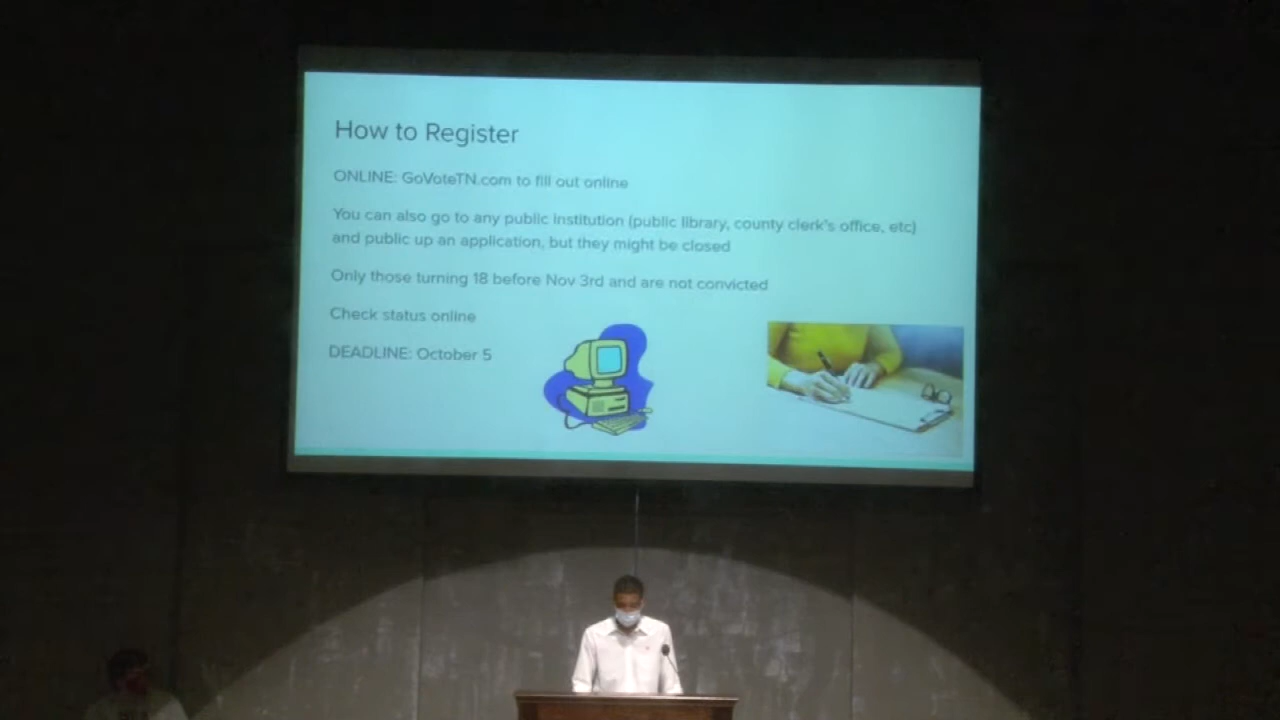 How to Register
ONLINE: GoVoteTN.com to fill out online
You can also go to any public institution (public library, county clerk's office, etc)
and public up an application, but they might be closed
Only those turning 18 before Nov 3rd and are not convicted
Check status online
DEADLINE: October 5